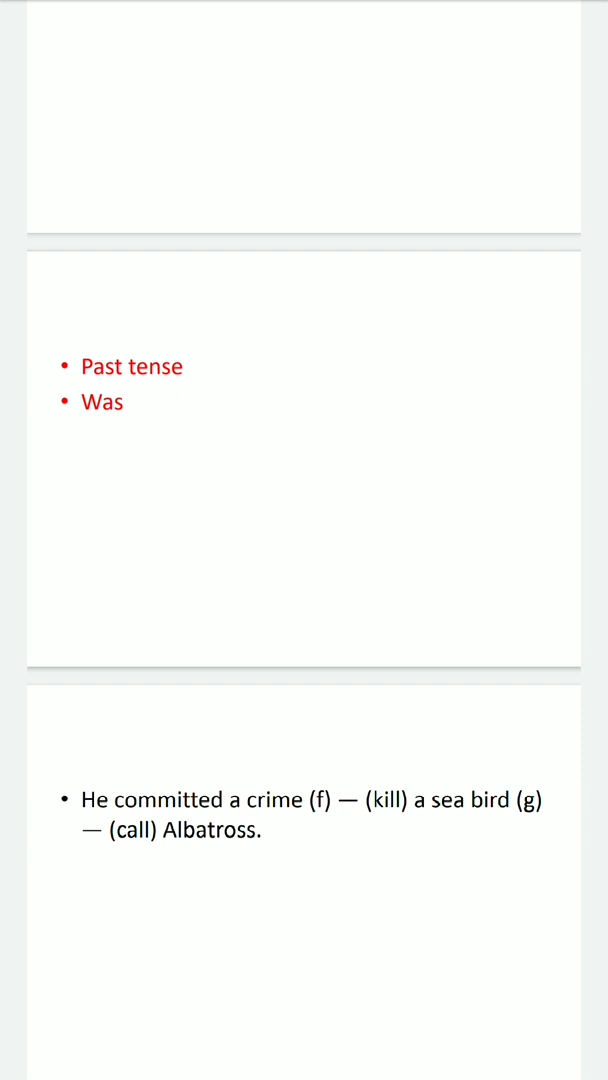 • Past tense
• Was
• He committed a crime (f) — (kill) a sea bird (g)
— (call) Albatross.